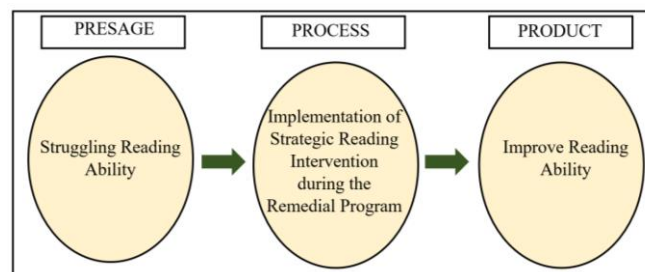 PRESAGE
PROCESS
PRODUCT
Struggling Reading
Ability
Implementation of
Strategic Reading
Intervention
during the
Remedial Program
Improve Reading
Ability